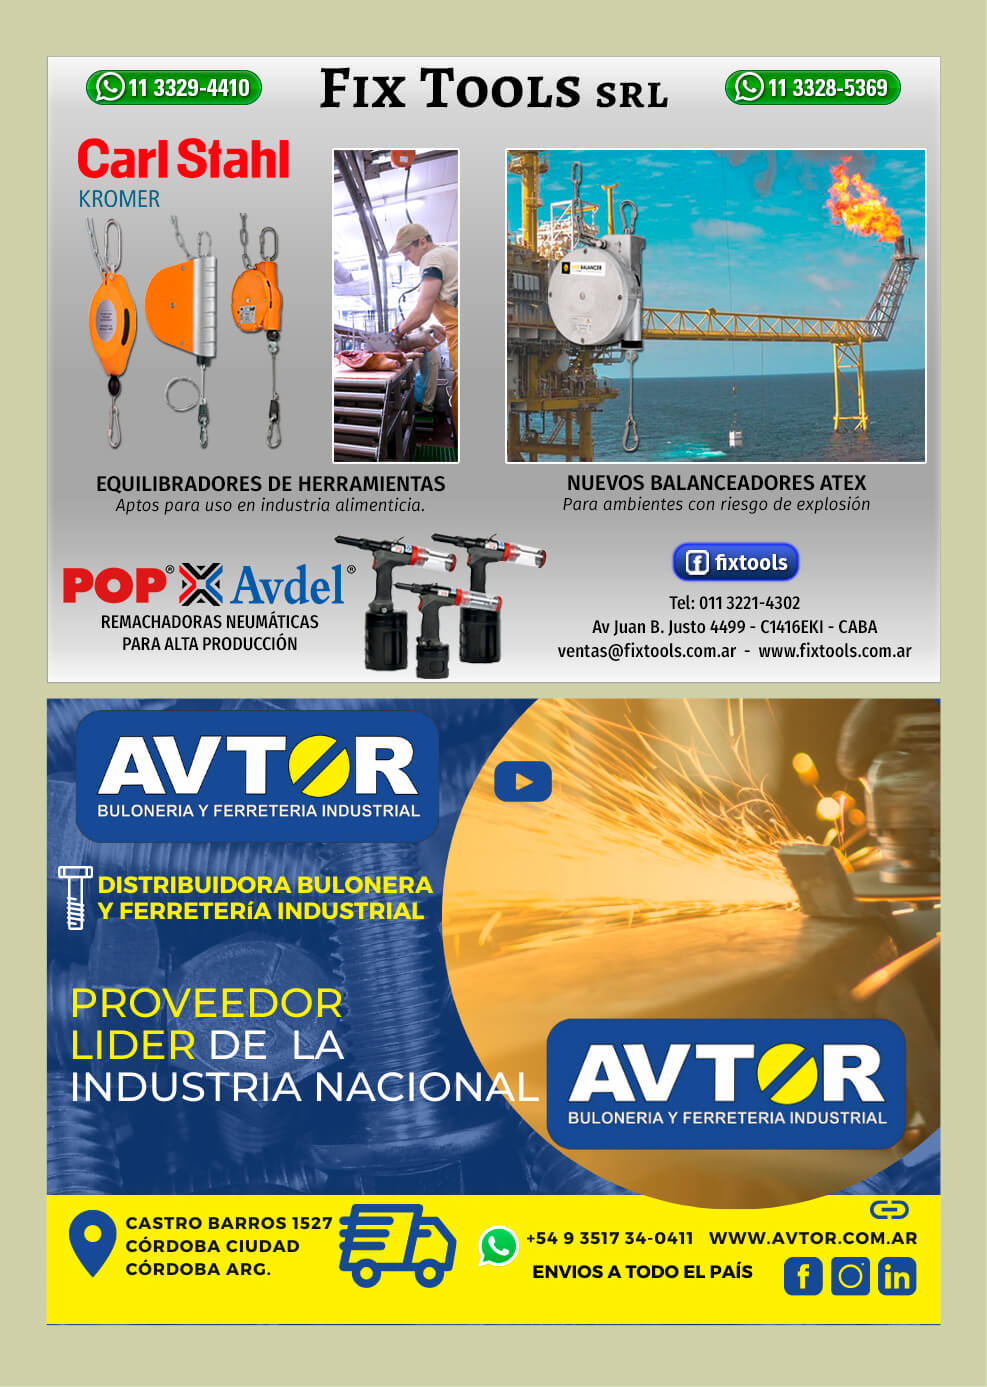 11 3329-4410
FIX TOOLS SRL
11 3328-5369
Carl Stahl
KROMER
BALANCER
EQUILIBRADORES DE HERRAMIENTAS
Aptos para uso en industria alimenticia.
NUEVOS BALANCEADORES ATEX
Para ambientes con riesgo de explosión
POP® Avdel®
REMACHADORAS NEUMÁTICAS
PARA ALTA PRODUCCIÓN
fixtools
Tel: 011 3221-4302
Av Juan B. Justo 4499 - C1416EKI - CABA
ventas@fixtools.com.ar - www.fixtools.com.ar
AVTOR
BULONERIA Y FERRETERIA INDUSTRIAL
DISTRIBUIDORA BULONERA
Y FERRETERíA INDUSTRIAL
PROVEEDOR
LIDER DE LA
INDUSTRIA NACIONAL
AVTOR
BULONERIA Y FERRETERIA INDUSTRIAL
CASTRO BARROS 1527
CÓRDOBA CIUDAD
CÓRDOBA ARG.
+54 9 3517 34-0411 WWW.AVTOR.COM.AR
ENVIOS A TODO EL PAÍS